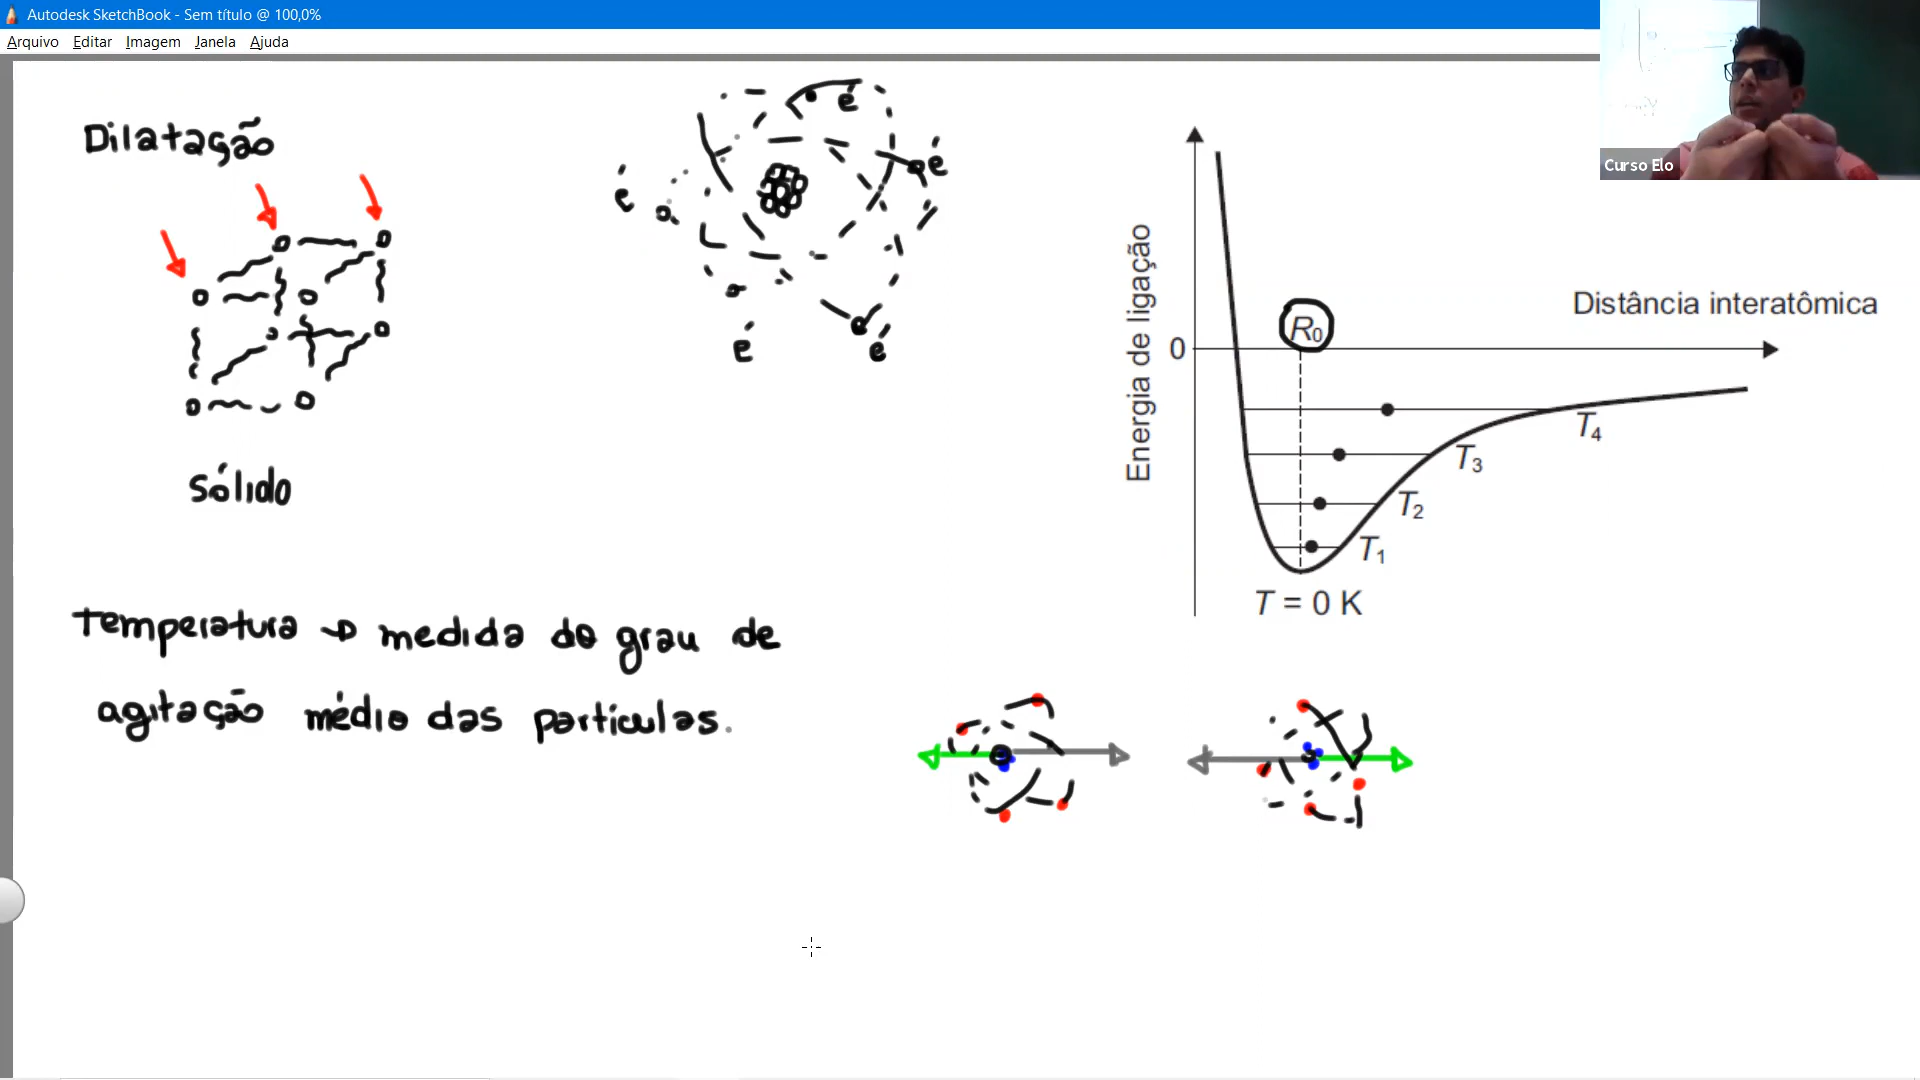 Autodesk SketchBook - Sem título @ 100,0%
Arquivo Editar Imagem Janela Ajuda
Curso Elo
Dilatação
é
é
é
é
é
sólido
Temperatura → medida do grau de
agitação médio das partículas.
Energia de ligação
0
R0
Distância interatômica
T4
T3
T2
T1
T = 0 K